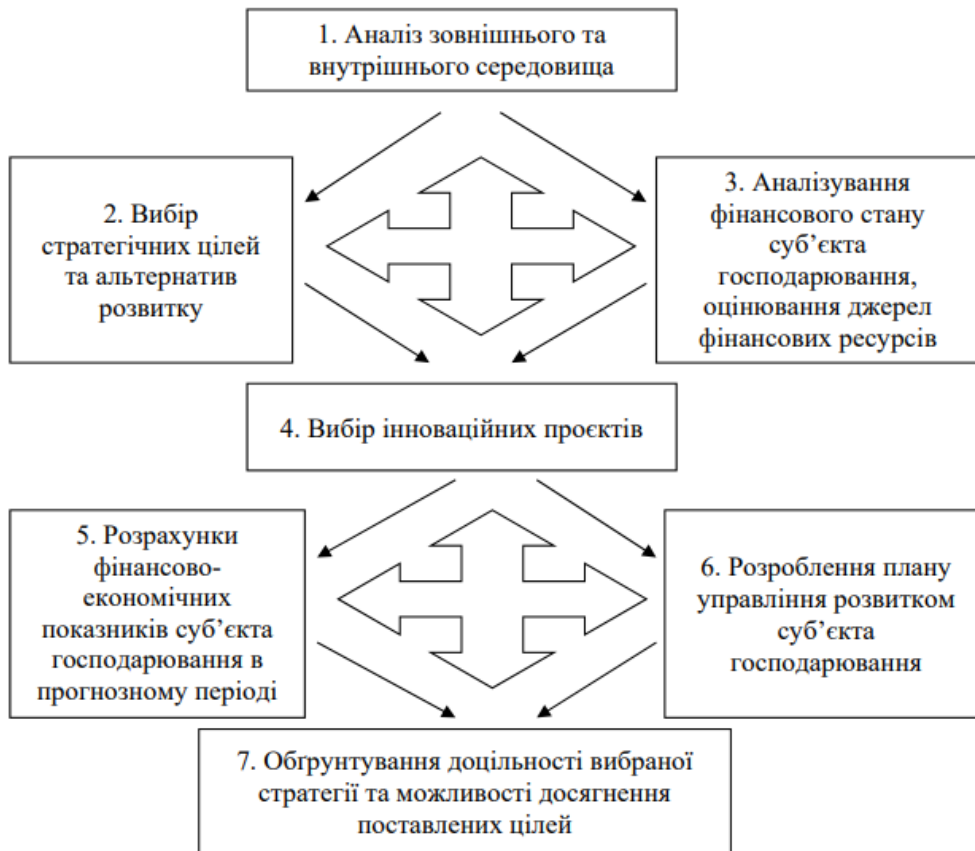 1. Аналіз зовнішнього та
внутрішнього середовища
2. Вибір
стратегічних цілей
та альтернатив
розвитку
3. Аналізування
фінансового стану
суб’єкта
господарювання,
оцінювання джерел
фінансових ресурсів
4. Вибір інноваційних проєктів
5. Розрахунки
фінансово-
економічних
показників суб’єкта
господарювання в
прогнозному періоді
6. Розроблення плану
управління розвитком
суб’єкта
господарювання
7. Обґрунтування доцільності вибраної
стратегії та можливості досягнення
поставлених цілей